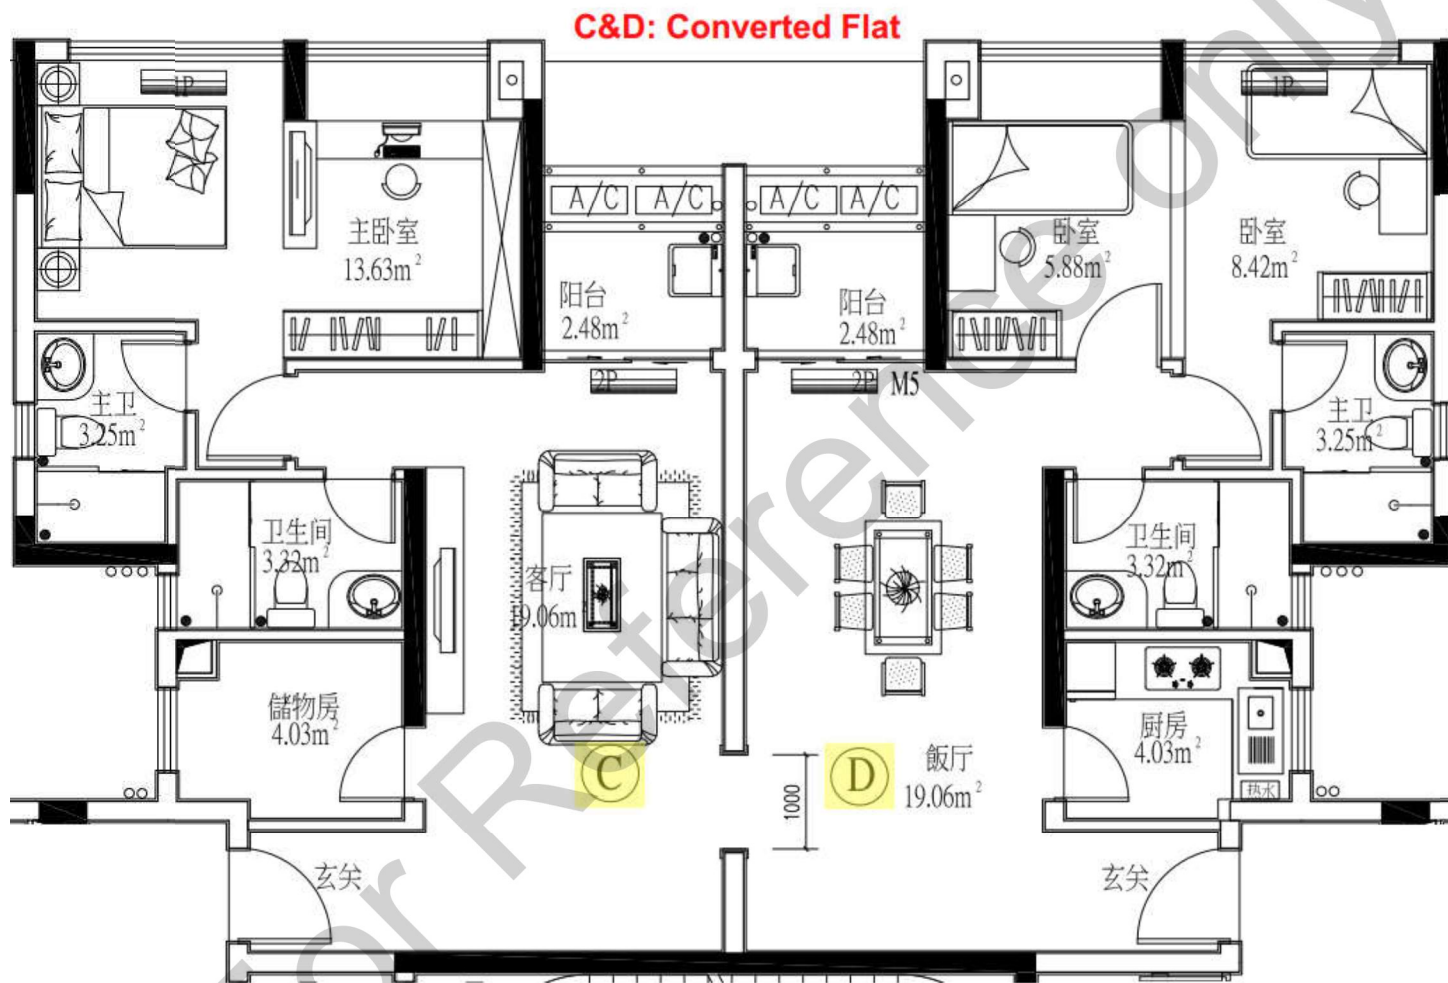 C&D: Converted Flat
1P
1P
A/C
A/C
A/C
A/C
主卧室
13.63m²
卧室
5.88m²
卧室
8.42m²
阳台
2.48m²
阳台
2.48m²
2P
2P
M5
主卫
3.25m²
主卫
3.25m²
卫生间
3.32m²
卫生间
3.32m²
客厅
19.06m
儲物房
4.03m²
厨房
4.03m²
C
D
飯厅
19.06m²
1000
热水
玄关
玄关
For Reference only